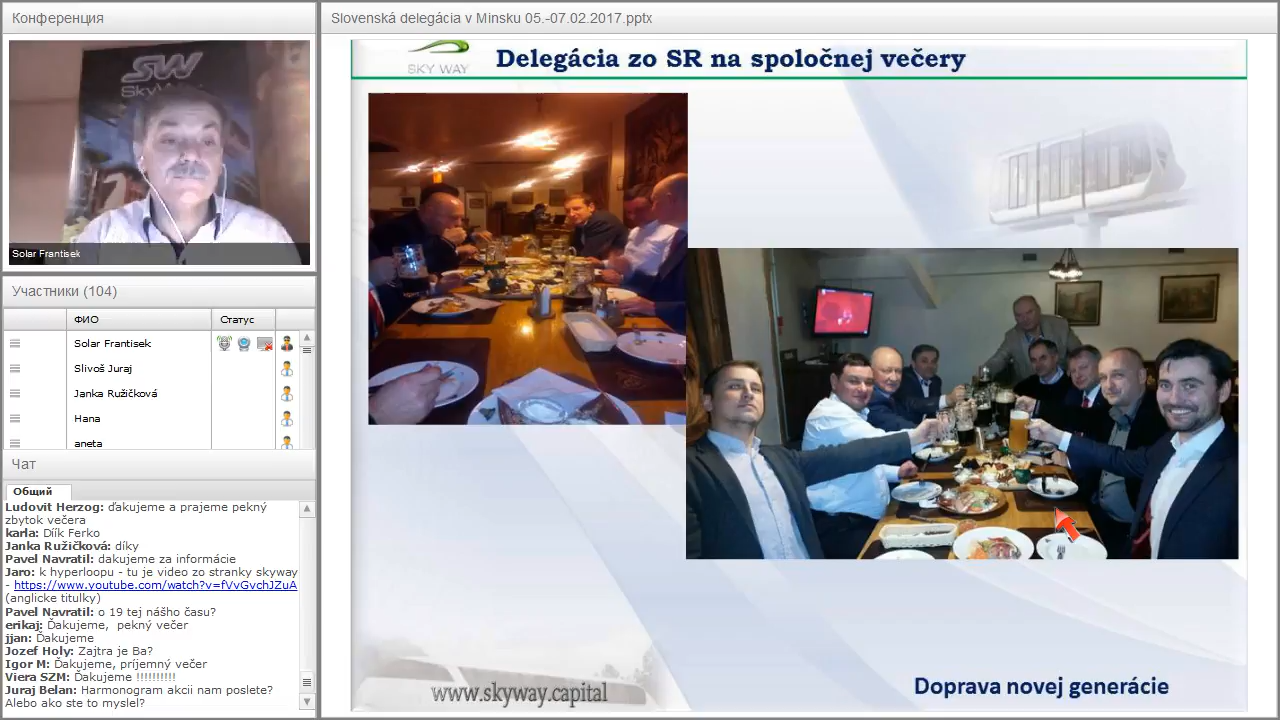 Конференция
SW
SkyW
Solar Frantisek
Участники (104)
ФИО
Статус
Solar Frantisek
Slivoš Juraj
Janka Ružičková
Hana
aneta
Чат
Общий
Ludovit Herzog: ďakujeme a prajeme pekný
zbytok večera
karla: Díík Ferko
Janka Ružičková: díky
Pavel Navratil: dakujeme za informácie
Jaro: k hyperloopu - tu je video zo stranky skyway
- https://www.youtube.com/watch?v=fVvGvchJZuA
(anglicke titulky)
Pavel Navratil: o 19 tej nášho času?
erikaj: Ďakujeme, pekný večer
jjan: Ďakujeme
Jozef Holy: Zajtra je Ba?
Igor M: Ďakujeme, príjemný večer
Viera SZM: Ďakujeme !!!!!!!!!!
Juraj Belan: Harmonogram akcii nam poslete?
Alebo ako ste to myslel?
Slovenská delegácia v Minsku 05.-07.02.2017.pptx
SKY WAY
Delegácia zo SR na spoločnej večery
www.skyway.capital
Doprava novej generácie